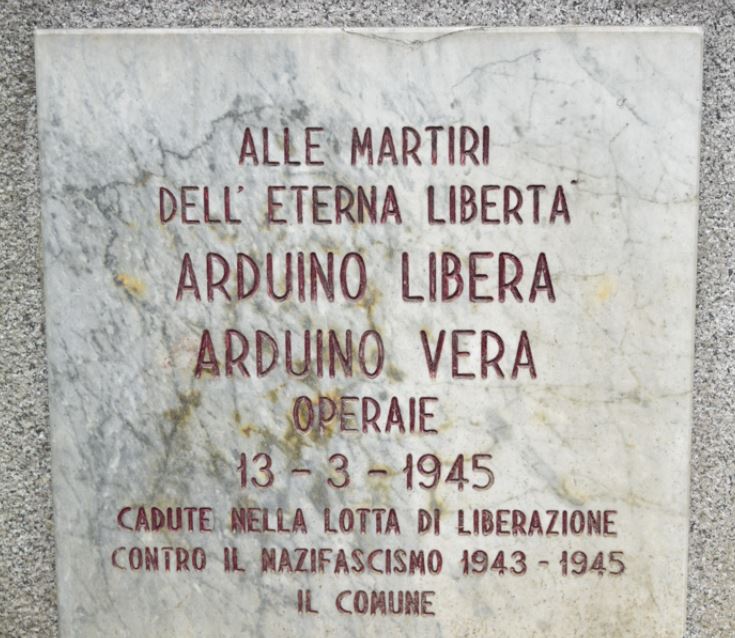 ALLE MARTIRI
DELL' ETERNA LIBERTA'
ARDUINO LIBERA
ARDUINO VERA
OPERAIE
13 - 3 - 1945
CADUTE NELLA LOTTA DI LIBERAZIONE
CONTRO IL NAZIFASCISMO 1943 - 1945
IL COMUNE